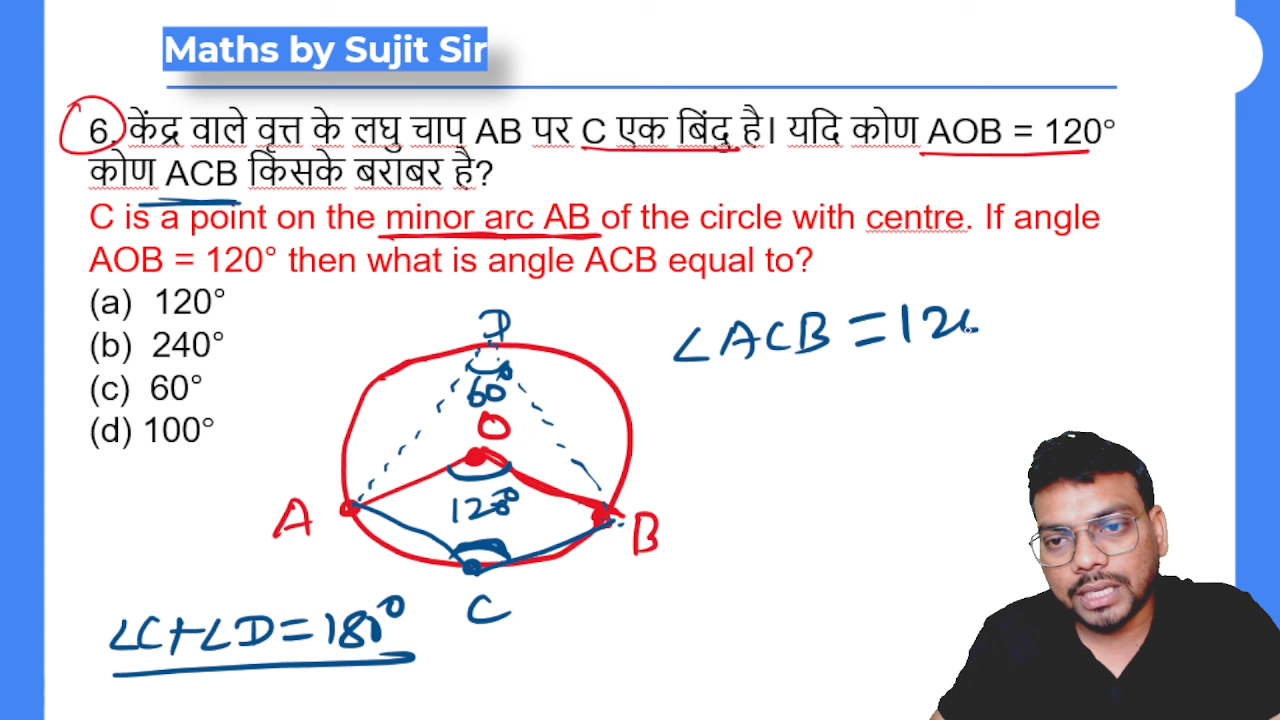 Maths by Sujit Sir
6. केंद्र वाले वृत्त के लघु चाप AB पर C एक बिंदु है। यदि कोण AOB = 120°
कोण ACB किसके बराबर है?
C is a point on the minor arc AB of the circle with centre. If angle
AOB = 120° then what is angle ACB equal to?
(a) 120°
(b) 240°
(c) 60°
(d) 100°
∠ACB = 120
D
60°
O
120°
A
B
C
∠C+∠D=180°